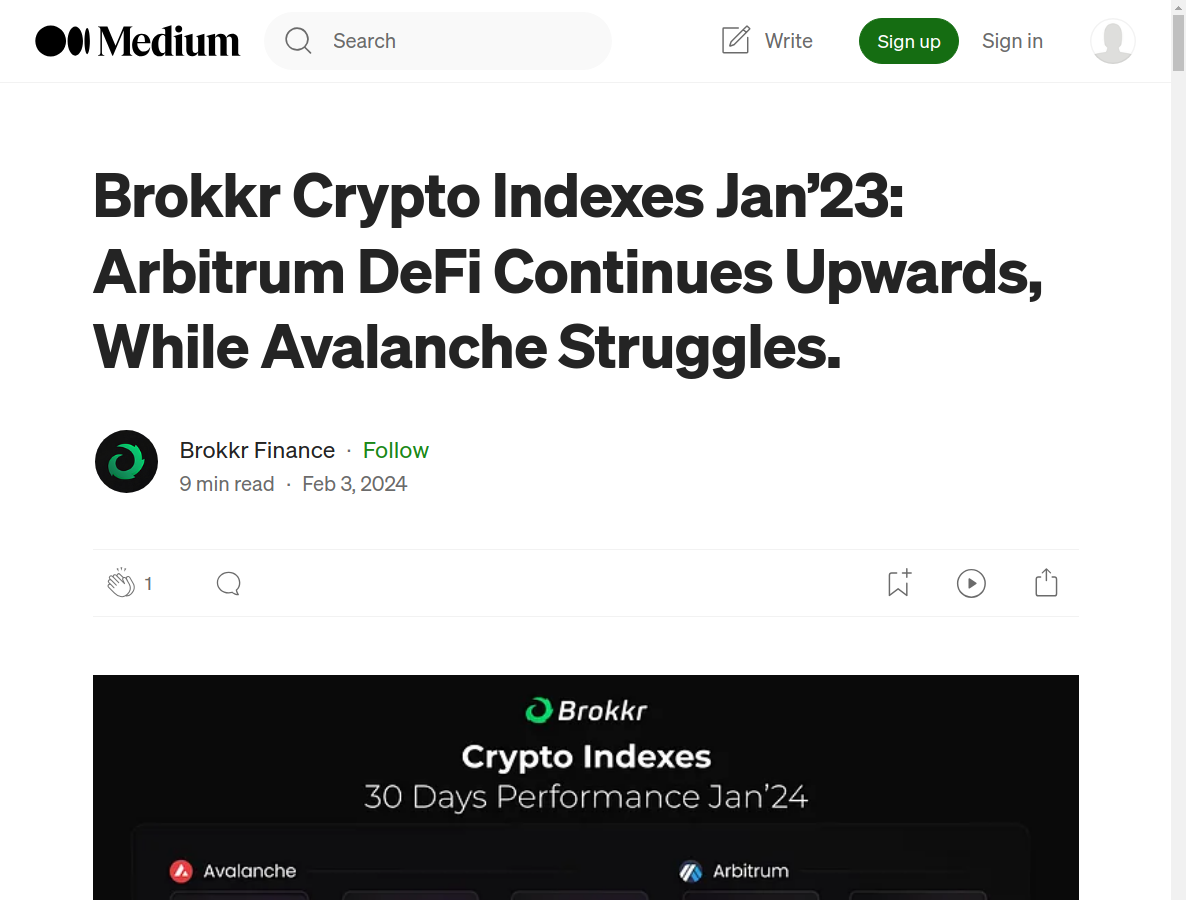 Medium
Search
Write
Sign up
Sign in
Brokkr Crypto Indexes Jan’23:
Arbitrum DeFi Continues Upwards,
While Avalanche Struggles.
Brokkr Finance · Follow
9 min read · Feb 3, 2024
1
Brokkr
Crypto Indexes
30 Days Performance Jan’24
Avalanche
Arbitrum